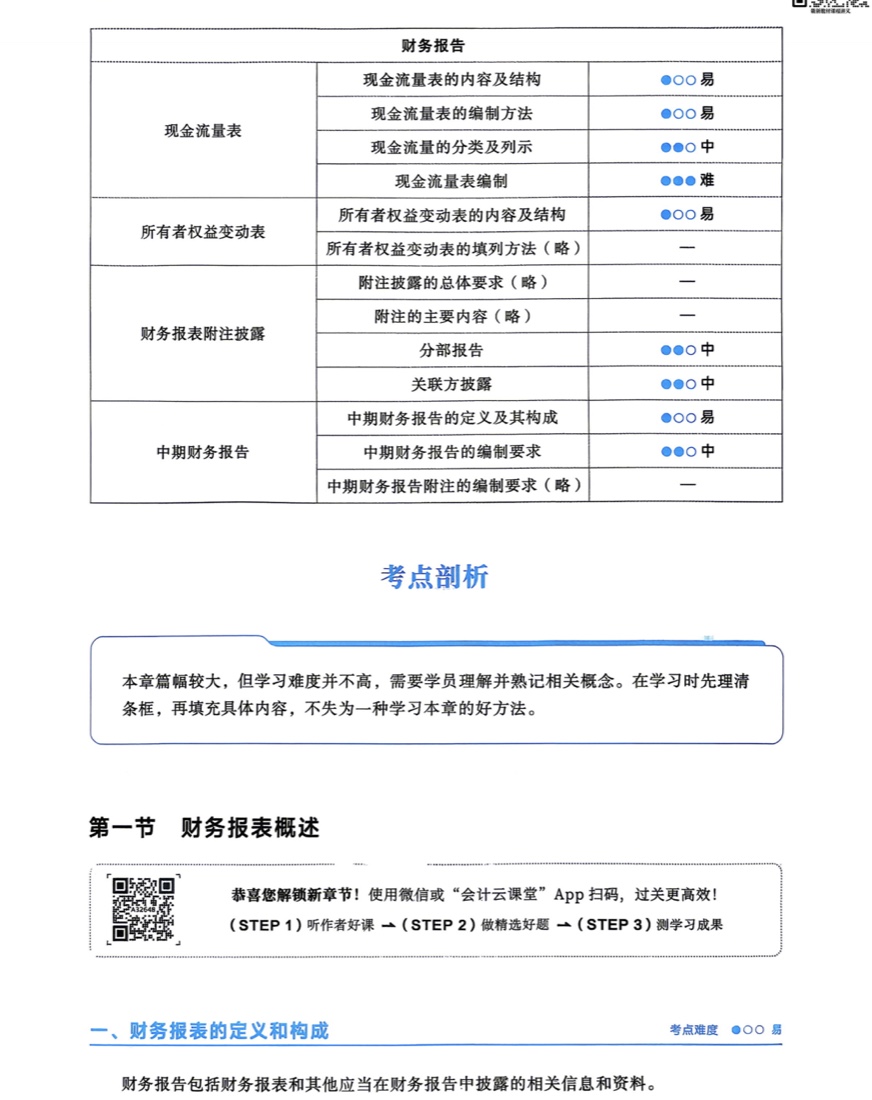 财务报告
现金流量表
现金流量表的内容及结构 易
现金流量表的编制方法 易
现金流量的分类及列示 中
现金流量表编制 难
所有者权益变动表
所有者权益变动表的内容及结构 易
所有者权益变动表的填列方法（略） —
财务报表附注披露
附注披露的总体要求（略） —
附注的主要内容（略） —
分部报告 中
关联方披露 中
中期财务报告
中期财务报告的定义及其构成 易
中期财务报告的编制要求 中
中期财务报告附注的编制要求（略） —
考点剖析
本章篇幅较大，但学习难度并不高，需要学员理解并熟记相关概念。在学习时先理清
条框，再填充具体内容，不失为一种学习本章的好方法。
第一节 财务报表概述
恭喜您解锁新章节！使用微信或“会计云课堂”App 扫码，过关更高效！
（STEP 1）听作者好课 ⇀（STEP 2）做精选好题 ⇀（STEP 3）测学习成果
一、财务报表的定义和构成 考点难度 易
财务报告包括财务报表和其他应当在财务报告中披露的相关信息和资料。